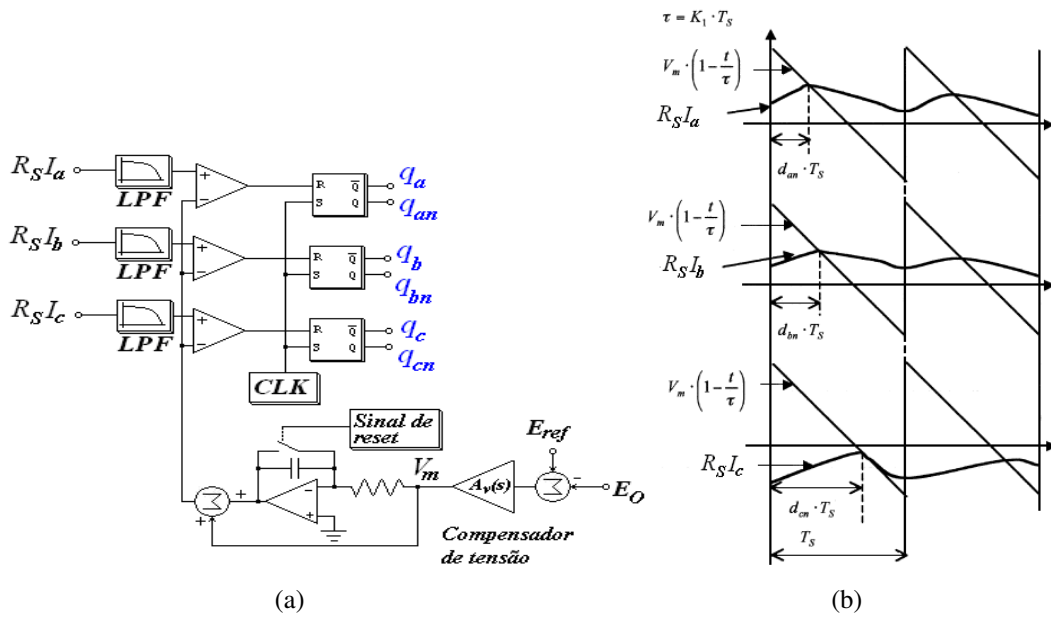 R_S I_a
LPF
+
−
R
Q̅
S
Q
q_a
q_an
R_S I_b
LPF
+
−
R
Q̅
S
Q
q_b
q_bn
R_S I_c
LPF
+
−
R
Q̅
S
Q
q_c
q_cn
CLK
Sinal de
reset
E_ref
V_m
A_v(s)
Σ
−
E_O
Σ
+
+
−
+
Compensador
de tensão
(a)
τ = K_1 · T_S
V_m · (1 − t/τ)
R_S I_a
d_an · T_S
V_m · (1 − t/τ)
R_S I_b
d_bn · T_S
V_m · (1 − t/τ)
R_S I_c
d_cn · T_S
T_S
(b)